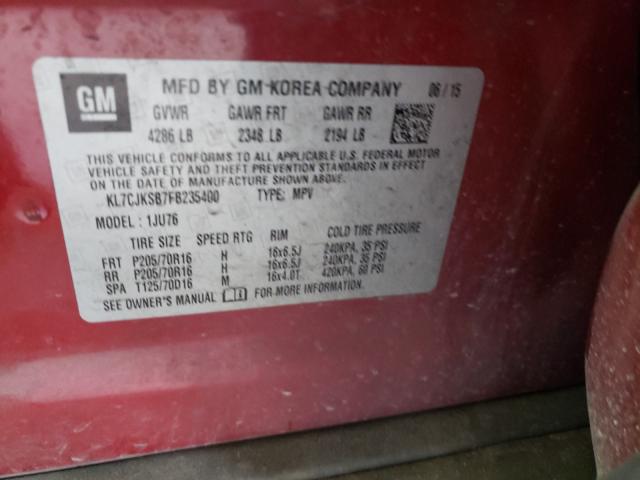 GM
MFD BY GM KOREA COMPANY 06/15
GVWR GAWR FRT GAWR RR
4286 LB 2348 LB 2194 LB
THIS VEHICLE CONFORMS TO ALL APPLICABLE U.S. FEDERAL MOTOR
VEHICLE SAFETY AND THEFT PREVENTION STANDARDS IN EFFECT
ON THE DATE OF MANUFACTURE SHOWN ABOVE.
KL7CJKSB7FB235400 TYPE: MPV
MODEL: 1JU76
TIRE SIZE SPEED RTG RIM COLD TIRE PRESSURE
FRT P205/70R16 H 16x6.5J 240KPA, 35 PSI
RR P205/70R16 H 16x6.5J 240KPA, 35 PSI
SPA T125/70D16 M 16x4.0T 420KPA, 60 PSI
SEE OWNER'S MANUAL FOR MORE INFORMATION.